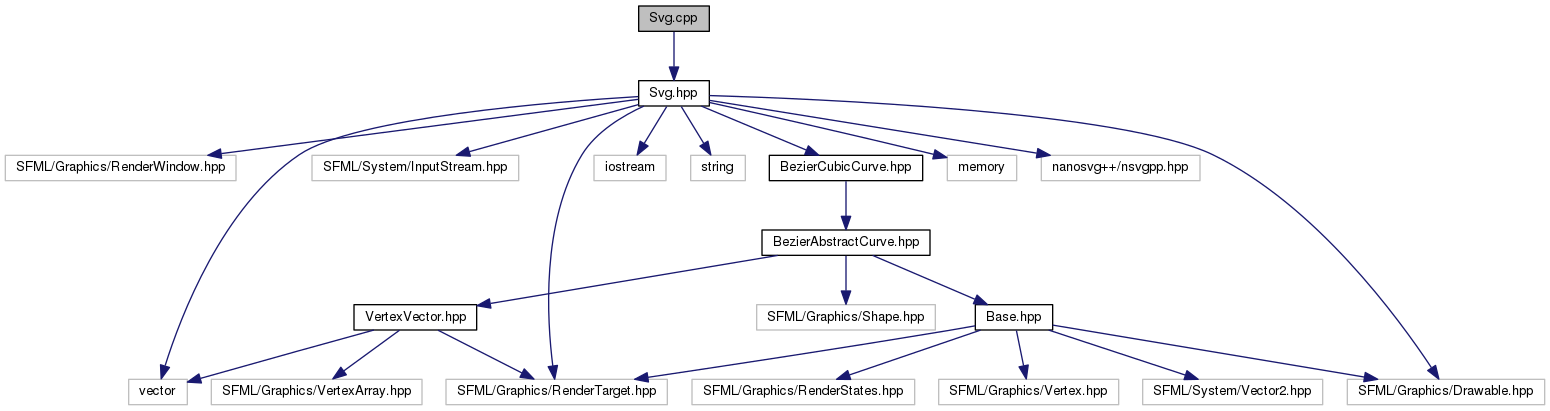 Svg.cpp
Svg.hpp
SFML/Graphics/RenderWindow.hpp
SFML/System/InputStream.hpp
iostream
string
BezierCubicCurve.hpp
memory
nanosvg++/nsvgpp.hpp
BezierAbstractCurve.hpp
VertexVector.hpp
SFML/Graphics/Shape.hpp
Base.hpp
vector
SFML/Graphics/VertexArray.hpp
SFML/Graphics/RenderTarget.hpp
SFML/Graphics/RenderStates.hpp
SFML/Graphics/Vertex.hpp
SFML/System/Vector2.hpp
SFML/Graphics/Drawable.hpp